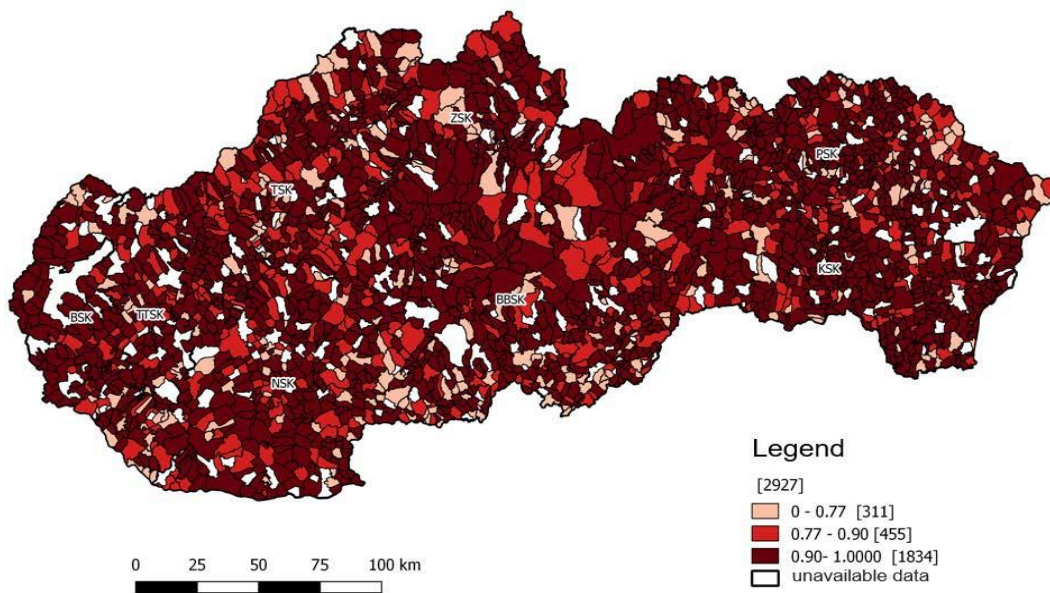 ZSK
PSK
TSK
KSK
BBSK
BSK
TTSK
NSK
Legend
[2927]
0 - 0.77 [311]
0.77 - 0.90 [455]
0.90- 1.0000 [1834]
unavailable data
0 25 50 75 100 km